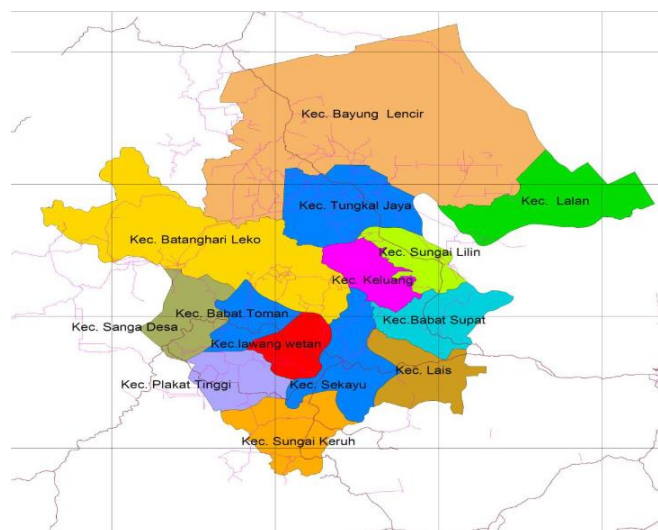 Kec. Bayung Lencir
Kec. Tungkal Jaya
Kec. Lalan
Kec. Batanghari Leko
Kec. Sungai Lilin
Kec. Keluang
Kec. Babat Toman
Kec.Babat Supat
Kec. Sanga Desa
Kec.lawang wetan
Kec. Lais
Kec. Plakat Tinggi
Kec. Sekayu
Kec. Sungai Keruh